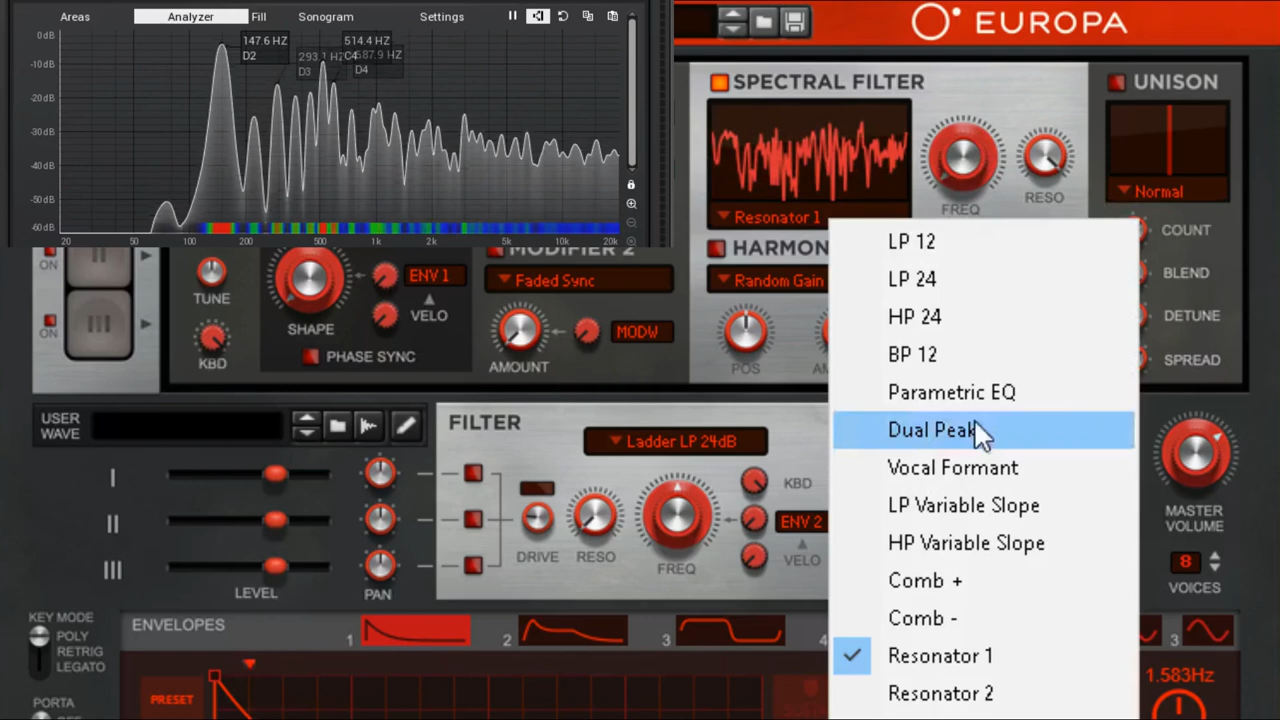 Areas
Analyzer
Fill
Sonogram
Settings
0dB
-10dB
-20dB
-30dB
-40dB
-50dB
-60dB
147.6 HZ
D2
293.1 HZ
D3
514.4 HZ
C4
587.9 HZ
D4
20
50
100
200
500
1k
2k
5k
10k
20k
EUROPA
SPECTRAL FILTER
Resonator 1
FREQ
RESO
UNISON
Normal
COUNT
BLEND
DETUNE
SPREAD
HARMON
Random Gain
POS
AM
LP 12
LP 24
HP 24
BP 12
Parametric EQ
Dual Peak
Vocal Formant
LP Variable Slope
HP Variable Slope
Comb +
Comb -
Resonator 1
Resonator 2
ON
ON
TUNE
KBD
SHAPE
ENV 1
VELO
PHASE SYNC
MODIFIER 2
Faded Sync
AMOUNT
MODW
USER
WAVE
I
II
III
LEVEL
PAN
FILTER
Ladder LP 24dB
DRIVE
RESO
FREQ
KBD
ENV 2
VELO
MASTER
VOLUME
8
VOICES
KEY MODE
POLY
RETRIG
LEGATO
PORTA
ENVELOPES
1
2
3
4
3
PRESET
1.583Hz